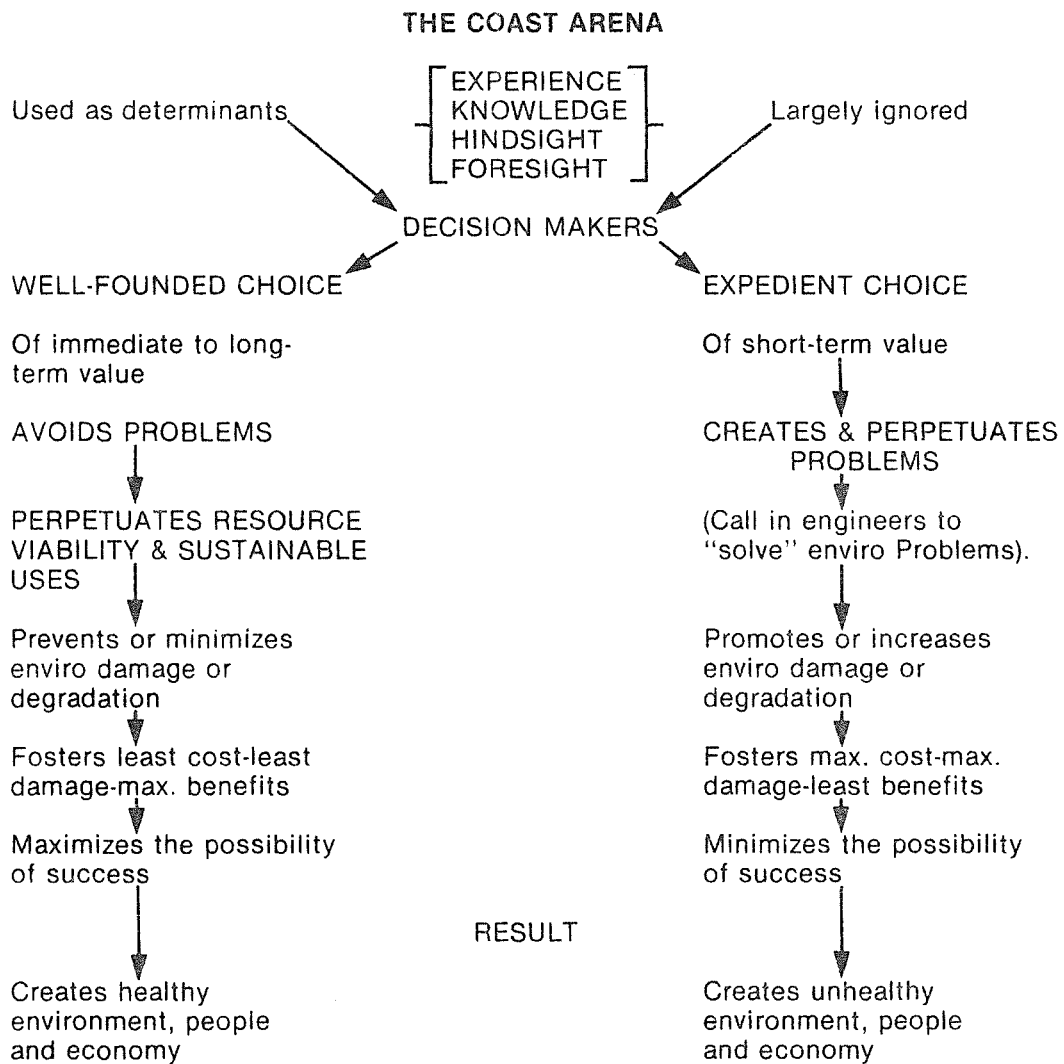 THE COAST ARENA
Used as determinants
EXPERIENCE
KNOWLEDGE
HINDSIGHT
FORESIGHT
Largely ignored
DECISION MAKERS
WELL-FOUNDED CHOICE
Of immediate to long-
term value
AVOIDS PROBLEMS
PERPETUATES RESOURCE
VIABILITY & SUSTAINABLE
USES
Prevents or minimizes
enviro damage or
degradation
Fosters least cost-least
damage-max. benefits
Maximizes the possibility
of success
EXPEDIENT CHOICE
Of short-term value
CREATES & PERPETUATES
PROBLEMS
(Call in engineers to
“solve” enviro Problems).
Promotes or increases
enviro damage or
degradation
Fosters max. cost-max.
damage-least benefits
Minimizes the possibility
of success
RESULT
Creates healthy
environment, people
and economy
Creates unhealthy
environment, people
and economy